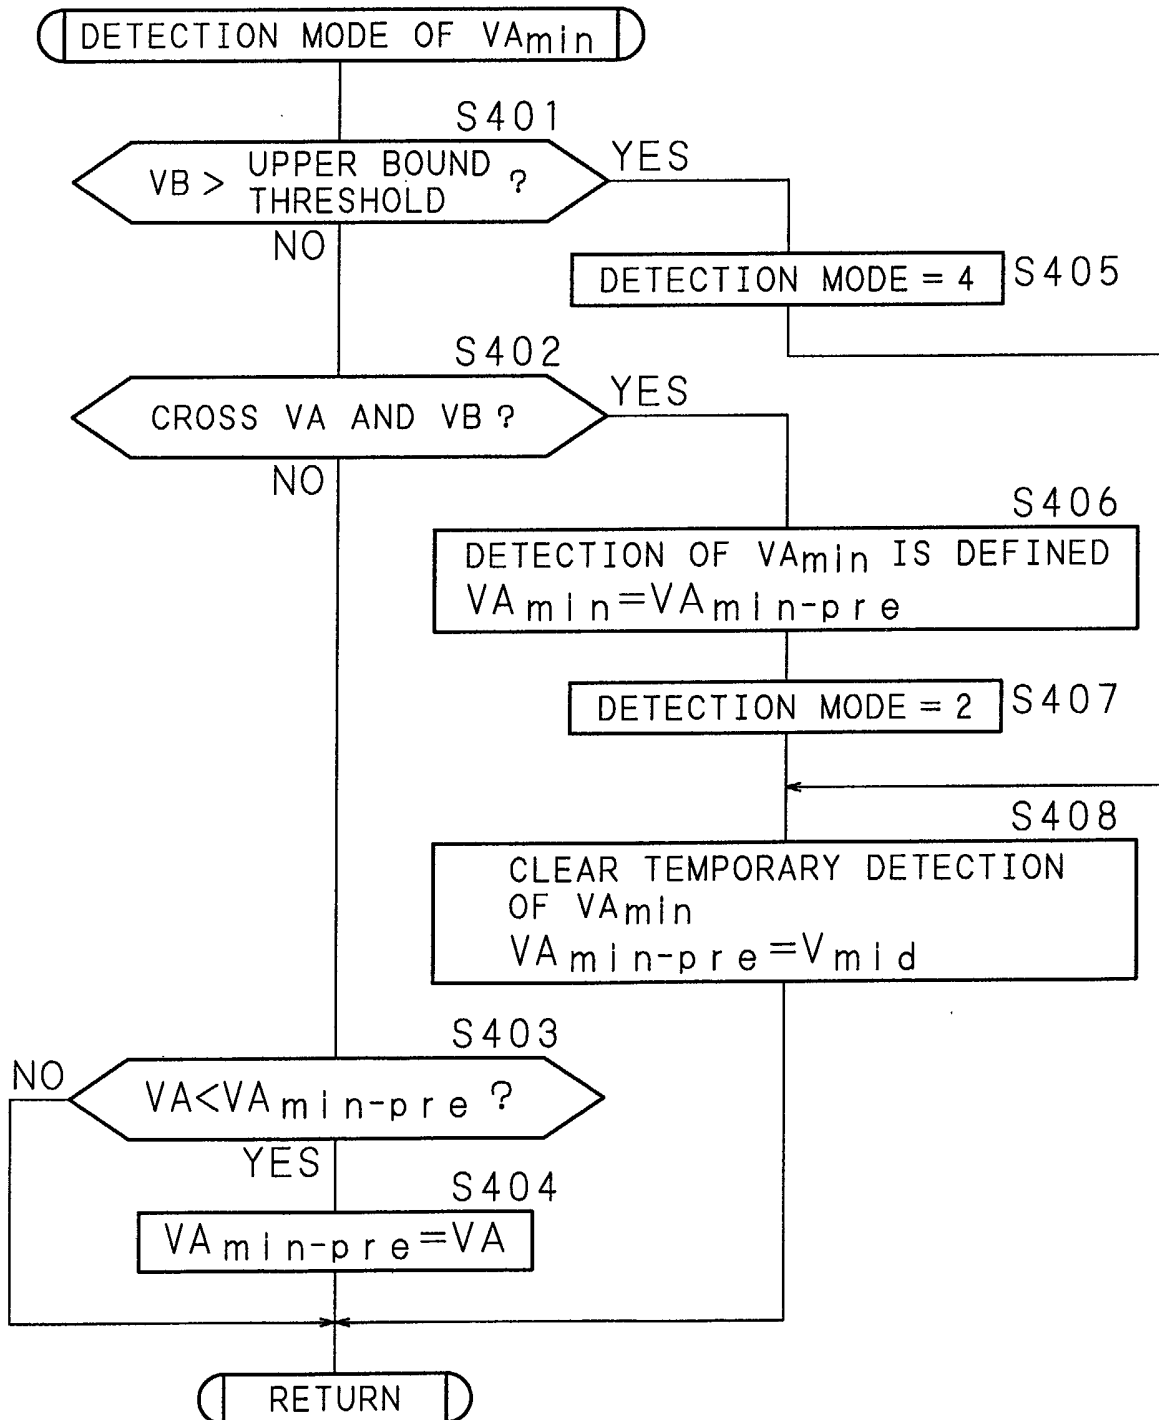 DETECTION MODE OF VAmin
S401
VB > UPPER BOUND THRESHOLD ?
YES
NO
DETECTION MODE = 4
S405
S402
CROSS VA AND VB ?
YES
NO
S406
DETECTION OF VAmin IS DEFINED
VAmin=VAmin-pre
DETECTION MODE = 2
S407
S408
CLEAR TEMPORARY DETECTION
OF VAmin
VAmin-pre=Vmid
S403
NO
VA<VAmin-pre ?
YES
S404
VAmin-pre=VA
RETURN